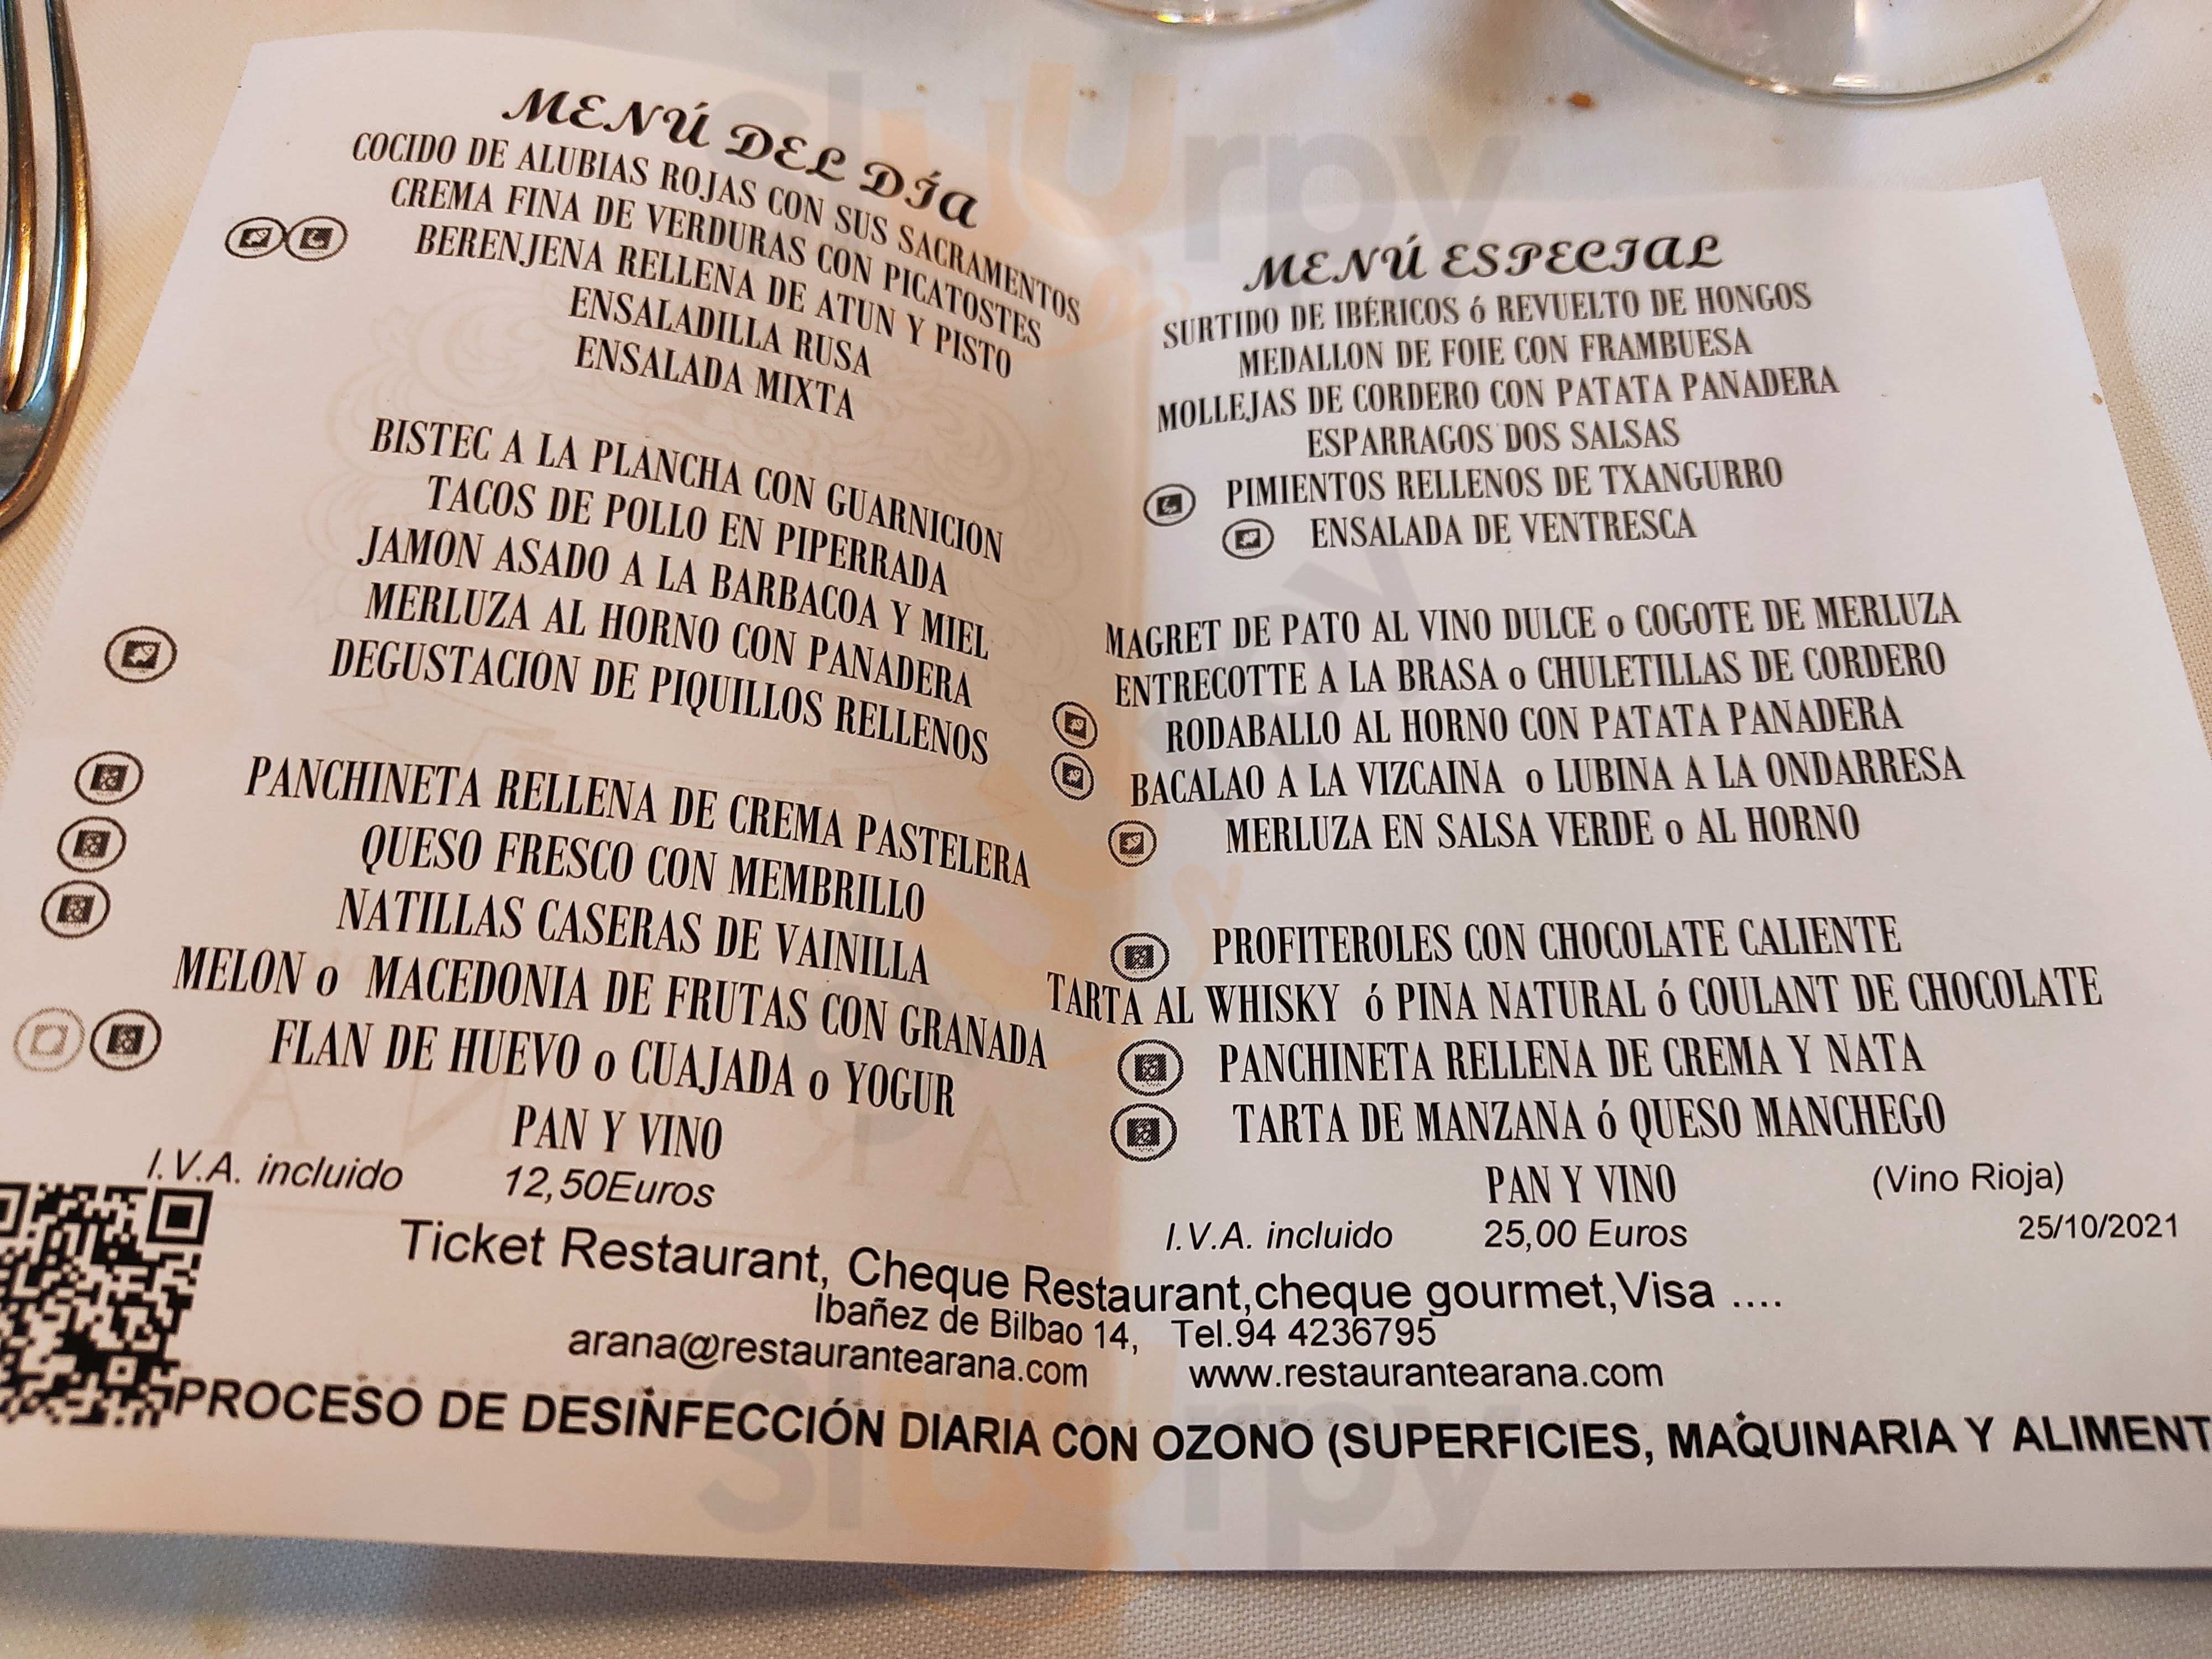 MENÚ DEL DÍA
COCIDO DE ALUBIAS ROJAS CON SUS SACRAMENTOS
CREMA FINA DE VERDURAS CON PICATOSTES
BERENJENA RELLENA DE ATUN Y PISTO
ENSALADILLA RUSA
ENSALADA MIXTA
BISTEC A LA PLANCHA CON GUARNICION
TACOS DE POLLO EN PIPERRADA
JAMON ASADO A LA BARBACOA Y MIEL
MERLUZA AL HORNO CON PANADERA
DEGUSTACION DE PIQUILLOS RELLENOS
PANCHINETA RELLENA DE CREMA PASTELERA
QUESO FRESCO CON MEMBRILLO
NATILLAS CASERAS DE VAINILLA
MELON o MACEDONIA DE FRUTAS CON GRANADA
FLAN DE HUEVO o CUAJADA o YOGUR
PAN Y VINO
I.V.A. incluido 12,50Euros
MENÚ ESPECIAL
SURTIDO DE IBÉRICOS ó REVUELTO DE HONGOS
MEDALLON DE FOIE CON FRAMBUESA
MOLLEJAS DE CORDERO CON PATATA PANADERA
ESPARRAGOS DOS SALSAS
PIMIENTOS RELLENOS DE TXANGURRO
ENSALADA DE VENTRESCA
MAGRET DE PATO AL VINO DULCE o COGOTE DE MERLUZA
ENTRECOTTE A LA BRASA o CHULETILLAS DE CORDERO
RODABALLO AL HORNO CON PATATA PANADERA
BACALAO A LA VIZCAINA o LUBINA A LA ONDARRESA
MERLUZA EN SALSA VERDE o AL HORNO
PROFITEROLES CON CHOCOLATE CALIENTE
TARTA AL WHISKY ó PINA NATURAL ó COULANT DE CHOCOLATE
PANCHINETA RELLENA DE CREMA Y NATA
TARTA DE MANZANA ó QUESO MANCHEGO
PAN Y VINO (Vino Rioja)
I.V.A. incluido 25,00 Euros 25/10/2021
Ticket Restaurant, Cheque Restaurant,cheque gourmet,Visa ....
Ibañez de Bilbao 14, Tel.94 4236795
arana@restaurantearana.com www.restaurantearana.com
PROCESO DE DESINFECCIÓN DIARIA CON OZONO (SUPERFICIES, MAQUINARIA Y ALIMENT
ARANA
sluurpy
sluurpy
sluurpy